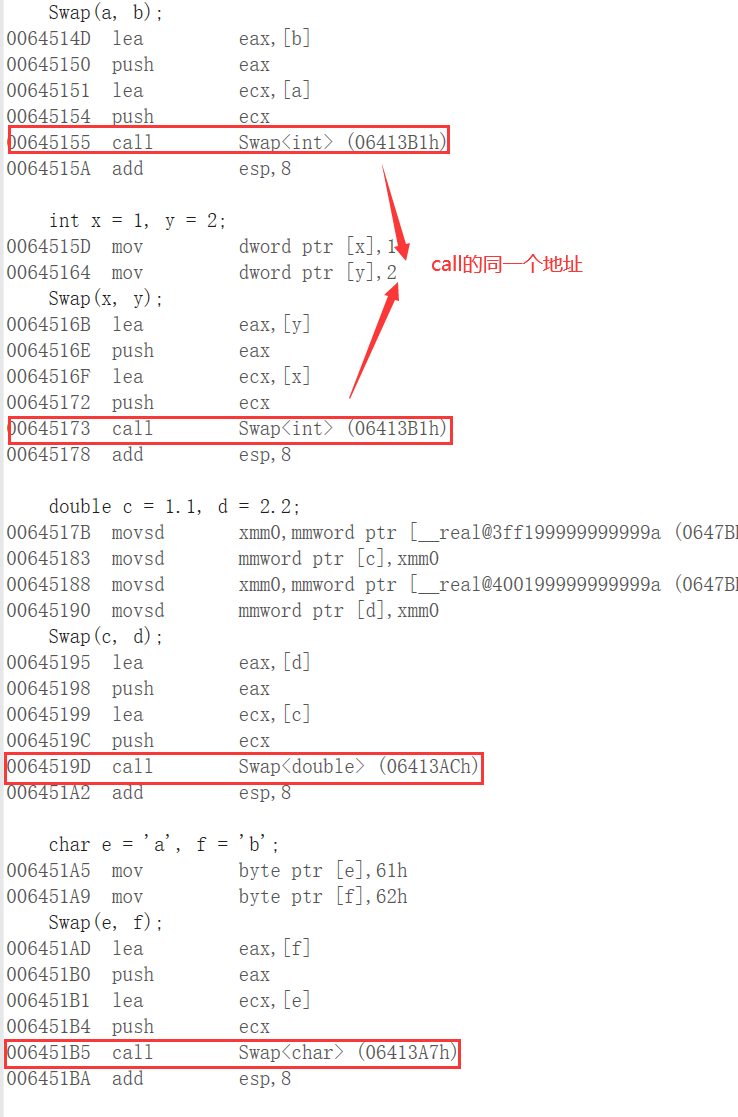 Swap(a, b);
0064514D lea eax,[b]
00645150 push eax
00645151 lea ecx,[a]
00645154 push ecx
00645155 call Swap<int> (06413B1h)
0064515A add esp,8
int x = 1, y = 2;
0064515D mov dword ptr [x],1
call的同一个地址
00645164 mov dword ptr [y],2
Swap(x, y);
0064516B lea eax,[y]
0064516E push eax
0064516F lea ecx,[x]
00645172 push ecx
00645173 call Swap<int> (06413B1h)
00645178 add esp,8
double c = 1.1, d = 2.2;
0064517B movsd xmm0,mmword ptr [__real@3ff199999999999a (0647B
00645183 movsd mmword ptr [c],xmm0
00645188 movsd xmm0,mmword ptr [__real@400199999999999a (0647B
00645190 movsd mmword ptr [d],xmm0
Swap(c, d);
00645195 lea eax,[d]
00645198 push eax
00645199 lea ecx,[c]
0064519C push ecx
0064519D call Swap<double> (06413ACh)
006451A2 add esp,8
char e = 'a', f = 'b';
006451A5 mov byte ptr [e],61h
006451A9 mov byte ptr [f],62h
Swap(e, f);
006451AD lea eax,[f]
006451B0 push eax
006451B1 lea ecx,[e]
006451B4 push ecx
006451B5 call Swap<char> (06413A7h)
006451BA add esp,8